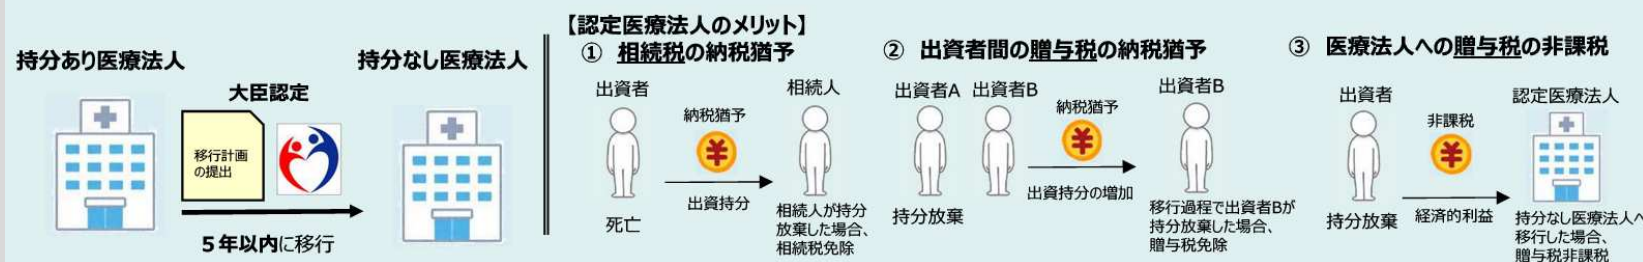 持分あり医療法人
大臣認定
移行計画
の提出
5年以内に移行
持分なし医療法人
【認定医療法人のメリット】
① 相続税の納税猶予
出資者
死亡
納税猶予
¥
出資持分
相続人
相続人が持分
放棄した場合、
相続税免除
② 出資者間の贈与税の納税猶予
出資者A 出資者B
持分放棄
納税猶予
¥
出資持分の増加
出資者B
移行過程で出資者Bが
持分放棄した場合、
贈与税免除
③ 医療法人への贈与税の非課税
出資者
持分放棄
非課税
¥
経済的利益
認定医療法人
持分なし医療法人へ
移行した場合、
贈与税非課税